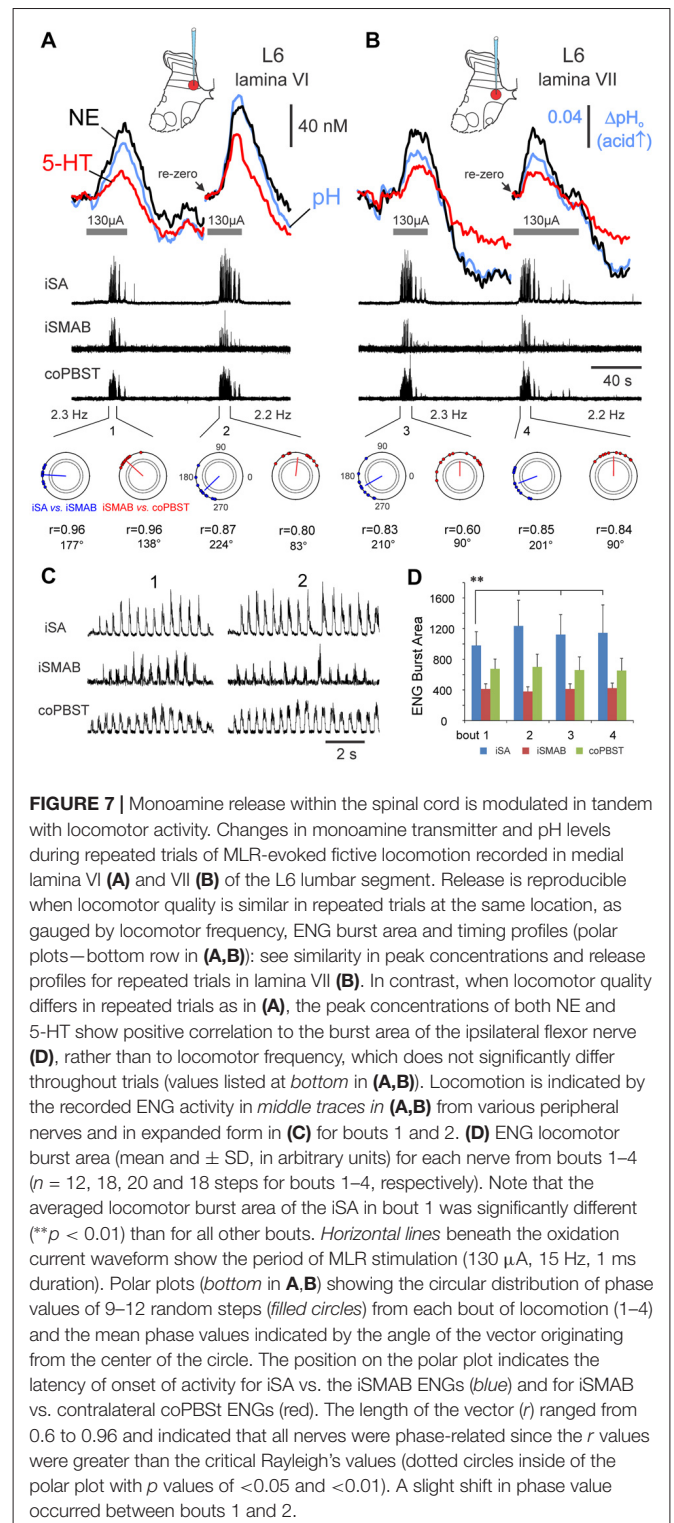 A
B
L6
lamina VI
L6
lamina VII
NE
5-HT
40 nM
0.04
ΔpHo
(acid↑)
re-zero
re-zero
pH
130μA
130μA
130μA
130μA
iSA
iSMAB
coPBST
40 s
2.3 Hz
2.2 Hz
2.3 Hz
2.2 Hz
1
2
3
4
90
180
0
270
90
180
0
270
iSA vs. iSMAB
iSMAB vs. coPBST
r=0.96
r=0.96
r=0.87
r=0.80
r=0.83
r=0.60
r=0.85
r=0.84
177°
138°
224°
83°
210°
90°
201°
90°
C
1
2
iSA
iSMAB
coPBST
2 s
D
**
ENG Burst Area
1600
1200
800
400
0
bout 1
2
3
4
iSA
iSMAB
coPBST
FIGURE 7 | Monoamine release within the spinal cord is modulated in tandem
with locomotor activity. Changes in monoamine transmitter and pH levels
during repeated trials of MLR-evoked fictive locomotion recorded in medial
lamina VI (A) and VII (B) of the L6 lumbar segment. Release is reproducible
when locomotor quality is similar in repeated trials at the same location, as
gauged by locomotor frequency, ENG burst area and timing profiles (polar
plots—bottom row in (A,B)): see similarity in peak concentrations and release
profiles for repeated trials in lamina VII (B). In contrast, when locomotor quality
differs in repeated trials as in (A), the peak concentrations of both NE and
5-HT show positive correlation to the burst area of the ipsilateral flexor nerve
(D), rather than to locomotor frequency, which does not significantly differ
throughout trials (values listed at bottom in (A,B)). Locomotion is indicated by
the recorded ENG activity in middle traces in (A,B) from various peripheral
nerves and in expanded form in (C) for bouts 1 and 2. (D) ENG locomotor
burst area (mean and ± SD, in arbitrary units) for each nerve from bouts 1–4
(n = 12, 18, 20 and 18 steps for bouts 1–4, respectively). Note that the
averaged locomotor burst area of the iSA in bout 1 was significantly different
(**p < 0.01) than for all other bouts. Horizontal lines beneath the oxidation
current waveform show the period of MLR stimulation (130 μA, 15 Hz, 1 ms
duration). Polar plots (bottom in A,B) showing the circular distribution of phase
values of 9–12 random steps (filled circles) from each bout of locomotion (1–4)
and the mean phase values indicated by the angle of the vector originating
from the center of the circle. The position on the polar plot indicates the
latency of onset of activity for iSA vs. the iSMAB ENGs (blue) and for iSMAB
vs. contralateral coPBSt ENGs (red). The length of the vector (r) ranged from
0.6 to 0.96 and indicated that all nerves were phase-related since the r values
were greater than the critical Rayleigh's values (dotted circles inside of the
polar plot with p values of <0.05 and <0.01). A slight shift in phase value
occurred between bouts 1 and 2.